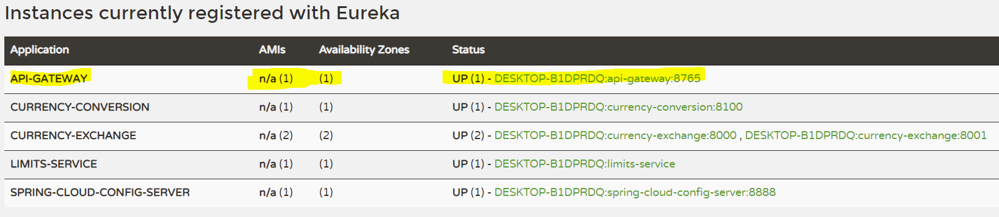 Instances currently registered with Eureka
Application AMIs Availability Zones Status
API-GATEWAY n/a (1) (1) UP (1) - DESKTOP-B1DPRDQ:api-gateway:8765
CURRENCY-CONVERSION n/a (1) (1) UP (1) - DESKTOP-B1DPRDQ:currency-conversion:8100
CURRENCY-EXCHANGE n/a (2) (2) UP (2) - DESKTOP-B1DPRDQ:currency-exchange:8000 , DESKTOP-B1DPRDQ:currency-exchange:8001
LIMITS-SERVICE n/a (1) (1) UP (1) - DESKTOP-B1DPRDQ:limits-service
SPRING-CLOUD-CONFIG-SERVER n/a (1) (1) UP (1) - DESKTOP-B1DPRDQ:spring-cloud-config-server:8888